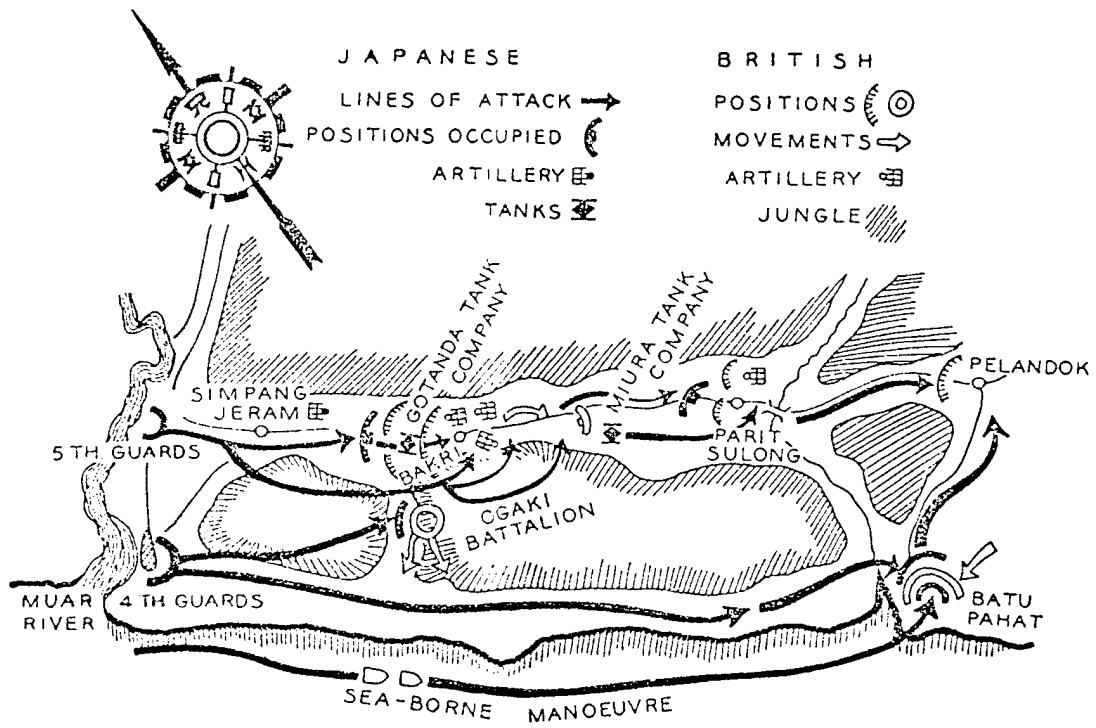 JAPANESE
LINES OF ATTACK
POSITIONS OCCUPIED
ARTILLERY
TANKS
BRITISH
POSITIONS
MOVEMENTS
ARTILLERY
JUNGLE
GOTANDA TANK
COMPANY
MIURA TANK
COMPANY
SIMPANG
JERAM
PELANDOK
5TH GUARDS
BAKRI
PARIT
SULONG
OGAKI
BATTALION
MUAR
RIVER
4TH GUARDS
BATU
PAHAT
SEA-BORNE MANOEUVRE